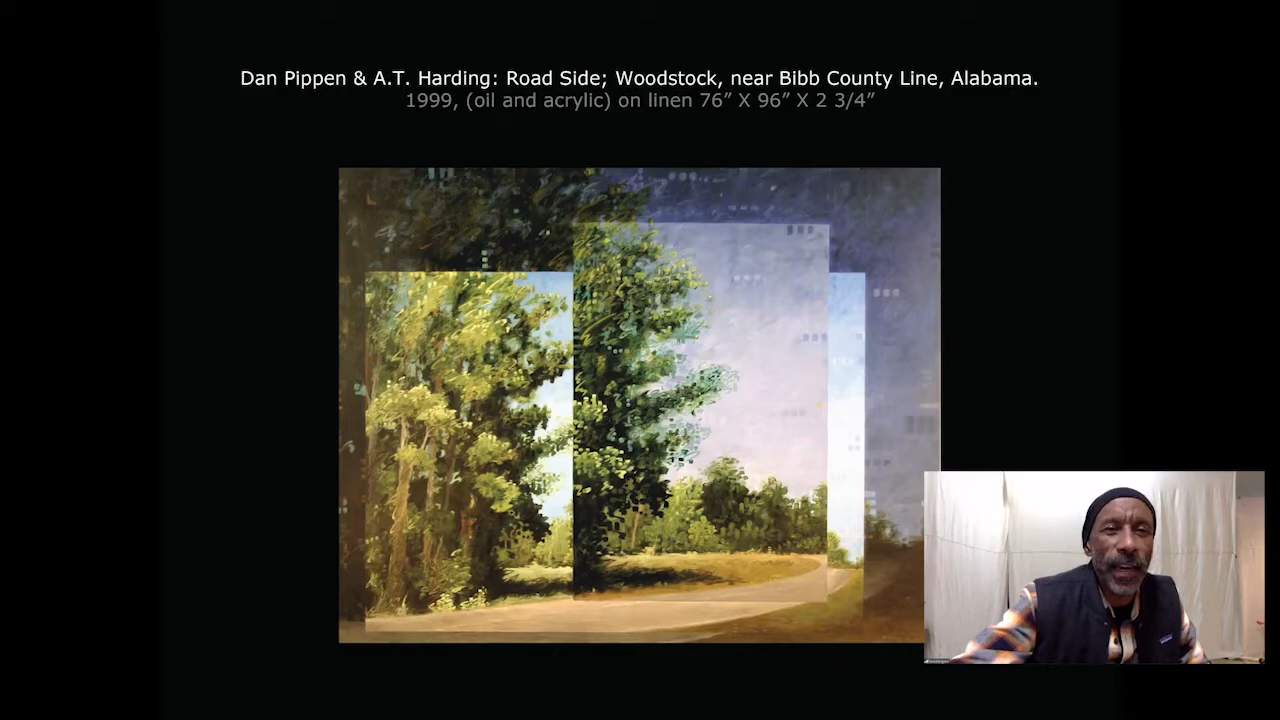 Dan Pippen & A.T. Harding: Road Side; Woodstock, near Bibb County Line, Alabama.
1999, (oil and acrylic) on linen 76” X 96” X 2 3/4”